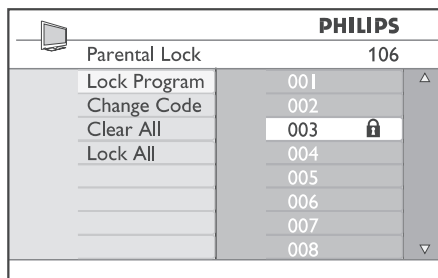 PHILIPS
Parental Lock 106
Lock Program 001
Change Code 002
Clear All 003
Lock All 004
005
006
007
008